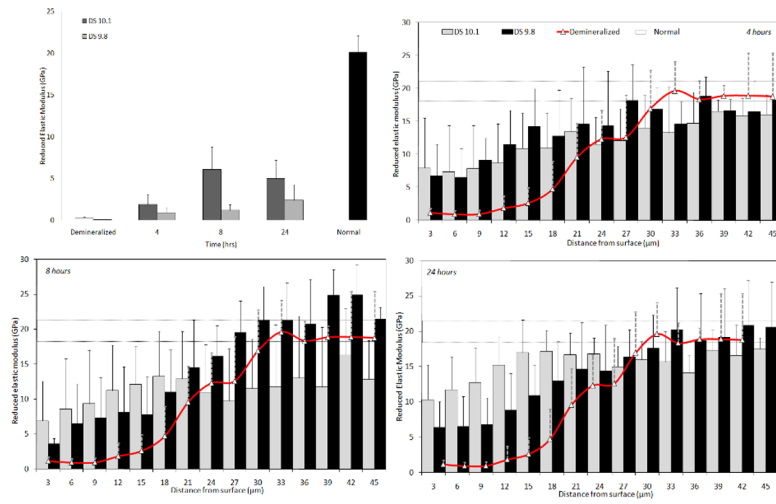 DS 10.1
DS 9.8
Reduced Elastic Modulus (GPa)
25
20
15
10
5
0
Demineralized 4 8 24 Normal
Time (hrs)
DS 10.1 DS 9.8 Demineralized Normal
4 hours
Reduced elastic modulus (GPa)
30
25
20
15
10
5
0
3 6 9 12 15 18 21 24 27 30 33 36 39 42 45
Distance from surface (μm)
8 hours
Reduced Elastic Modulus (GPa)
30
25
20
15
10
5
0
3 6 9 12 15 18 21 24 27 30 33 36 39 42 45
Distance from surface (μm)
24 hours
Reduced Elastic Modulus (GPa)
30
25
20
15
10
5
0
3 6 9 12 15 18 21 24 27 30 33 36 39 42 45
Distance from surface (μm)